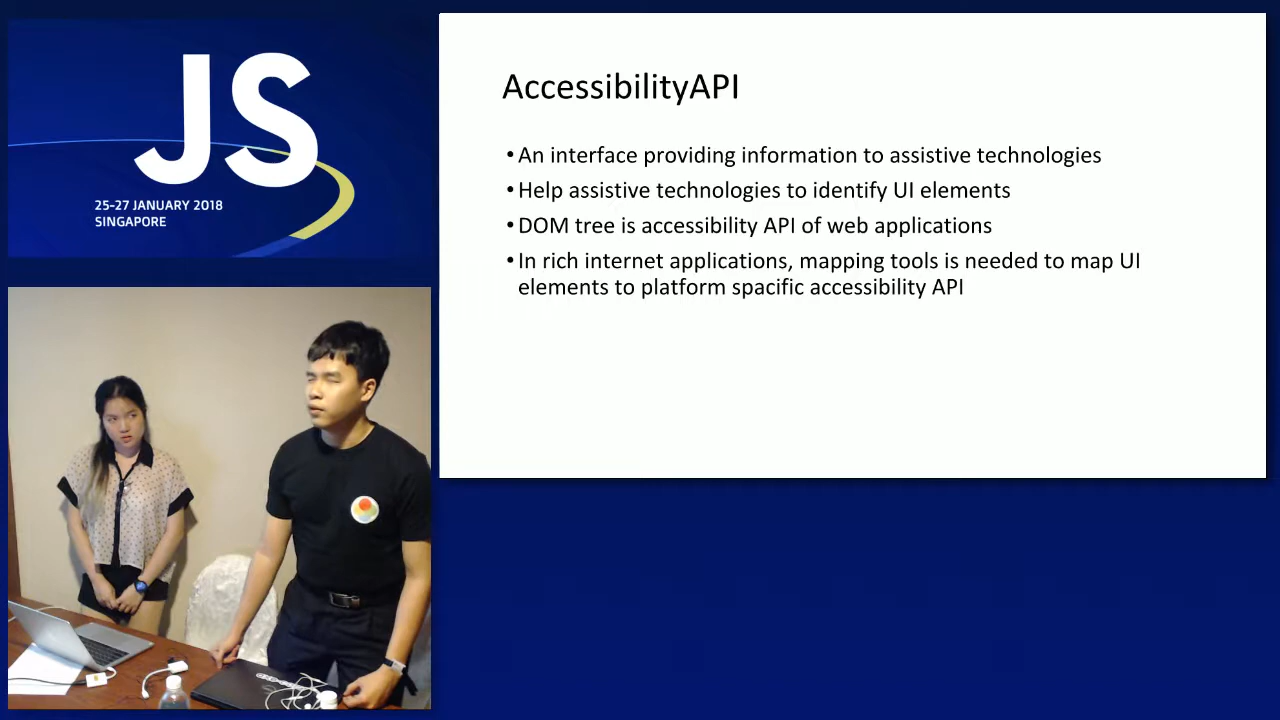 JS
25-27 JANUARY 2018
SINGAPORE
AccessibilityAPI
• An interface providing information to assistive technologies
• Help assistive technologies to identify UI elements
• DOM tree is accessibility API of web applications
• In rich internet applications, mapping tools is needed to map UI
elements to platform spacific accessibility API